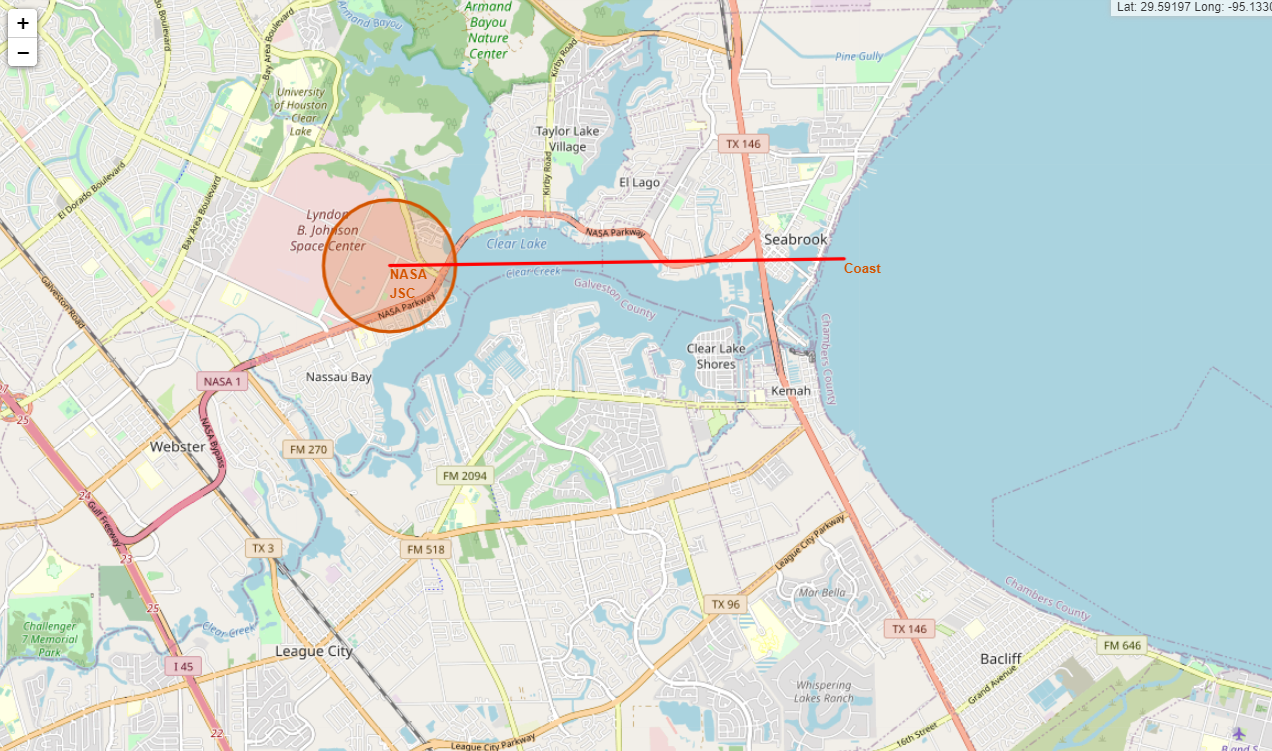 +
−
Lat: 29.59197 Long: -95.1330
Armand
Bayou
Nature
Center
Armand Bayou
Bay Area Boulevard
Kirby Road
Pine Gully
University
of Houston
Clear
Lake
Taylor Lake
Village
TX 146
El Dorado Boulevard
Bay Area Boulevard
Kirby Road
El Lago
Lyndon
B. Johnson
Space Center
NASA Parkway
Seabrook
Clear Lake
Coast
NASA
JSC
Clear Creek
Galveston County
Galveston Road
NASA Parkway
Chambers County
Clear Lake
Shores
Nassau Bay
NASA 1
Kemah
25
NASA Bypass
Webster
FM 270
FM 2094
24
Gulf Freeway
TX 3
FM 518
23
League City Parkway
25
Chambers County
Mar Bella
TX 96
Challenger
7 Memorial
Park
Clear Creek
TX 146
FM 646
League City
I 45
Bacliff
Grand Avenue
Whispering
Lakes Ranch
22
League City Parkway
16th Street